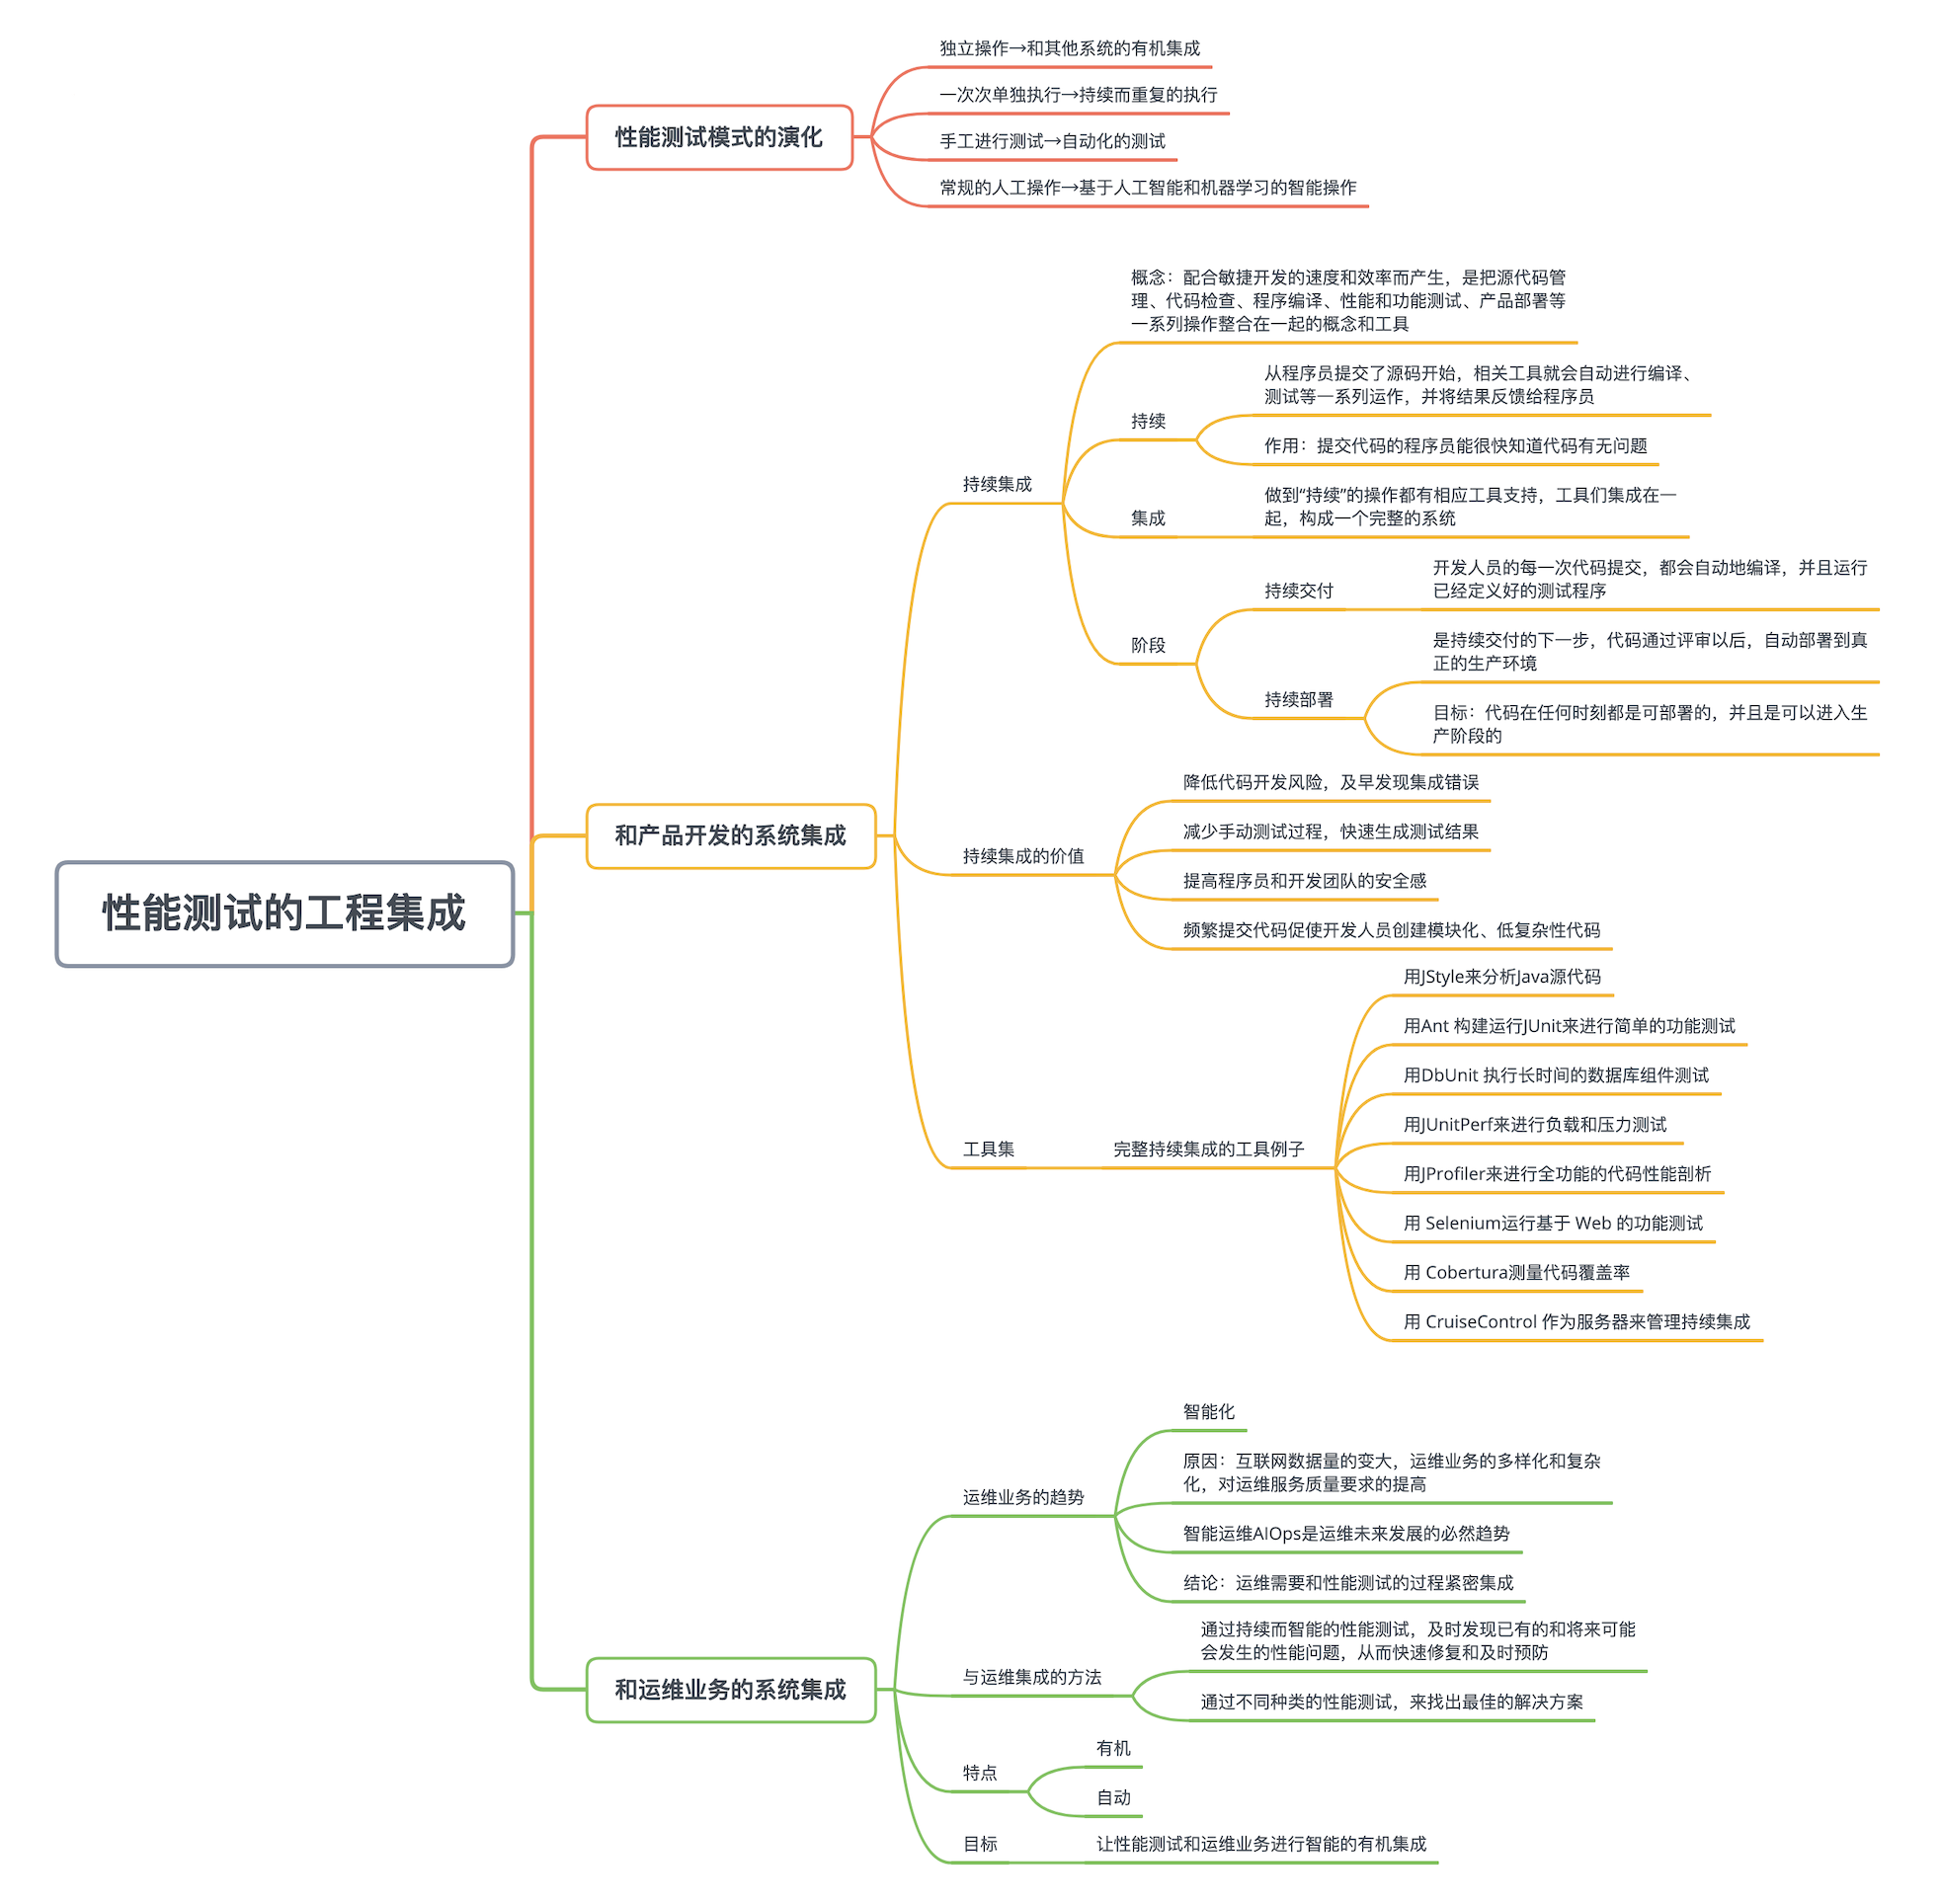 性能测试的工程集成
性能测试模式的演化
独立操作→和其他系统的有机集成
一次次单独执行→持续而重复的执行
手工进行测试→自动化的测试
常规的人工操作→基于人工智能和机器学习的智能操作
和产品开发的系统集成
持续集成
概念：配合敏捷开发的速度和效率而产生，是把源代码管
理、代码检查、程序编译、性能和功能测试、产品部署等
一系列操作整合在一起的概念和工具
持续
从程序员提交了源码开始，相关工具就会自动进行编译、
测试等一系列运作，并将结果反馈给程序员
作用：提交代码的程序员能很快知道代码有无问题
集成
做到“持续”的操作都有相应工具支持，工具们集成在一
起，构成一个完整的系统
阶段
持续交付
开发人员的每一次代码提交，都会自动地编译，并且运行
已经定义好的测试程序
持续部署
是持续交付的下一步，代码通过评审以后，自动部署到真
正的生产环境
目标：代码在任何时刻都是可部署的，并且是可以进入生
产阶段的
持续集成的价值
降低代码开发风险，及早发现集成错误
减少手动测试过程，快速生成测试结果
提高程序员和开发团队的安全感
频繁提交代码促使开发人员创建模块化、低复杂性代码
工具集
完整持续集成的工具例子
用JStyle来分析Java源代码
用Ant 构建运行JUnit来进行简单的功能测试
用DbUnit 执行长时间的数据库组件测试
用JUnitPerf来进行负载和压力测试
用JProfiler来进行全功能的代码性能剖析
用 Selenium运行基于 Web 的功能测试
用 Cobertura测量代码覆盖率
用 CruiseControl 作为服务器来管理持续集成
和运维业务的系统集成
运维业务的趋势
智能化
原因：互联网数据量的变大，运维业务的多样化和复杂
化，对运维服务质量要求的提高
智能运维AIOps是运维未来发展的必然趋势
结论：运维需要和性能测试的过程紧密集成
与运维集成的方法
通过持续而智能的性能测试，及时发现已有的和将来可能
会发生的性能问题，从而快速修复和及时预防
通过不同种类的性能测试，来找出最佳的解决方案
特点
有机
自动
目标
让性能测试和运维业务进行智能的有机集成